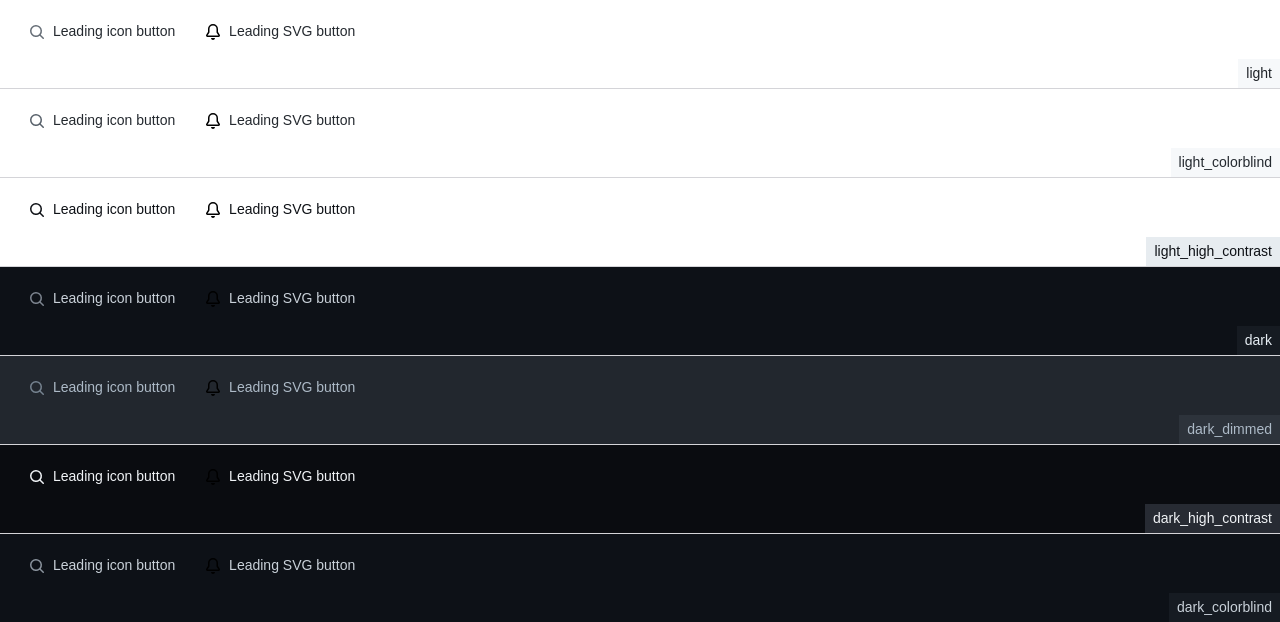 Leading icon button Leading SVG button
light
Leading icon button Leading SVG button
light_colorblind
Leading icon button Leading SVG button
light_high_contrast
Leading icon button Leading SVG button
dark
Leading icon button Leading SVG button
dark_dimmed
Leading icon button Leading SVG button
dark_high_contrast
Leading icon button Leading SVG button
dark_colorblind